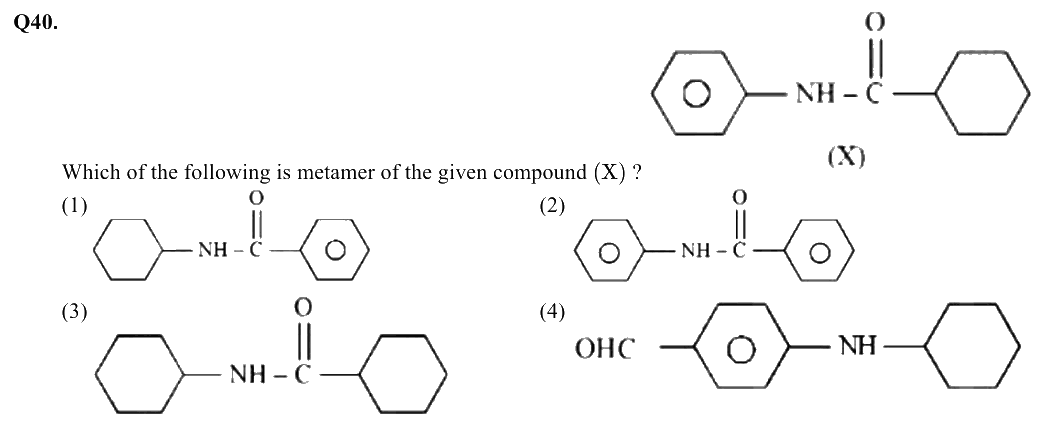 Q40.
O
NH – C
(X)
Which of the following is metamer of the given compound (X) ?
(1)
O
NH – C
(2)
O
NH – C
(3)
O
NH – C
(4)
OHC
NH